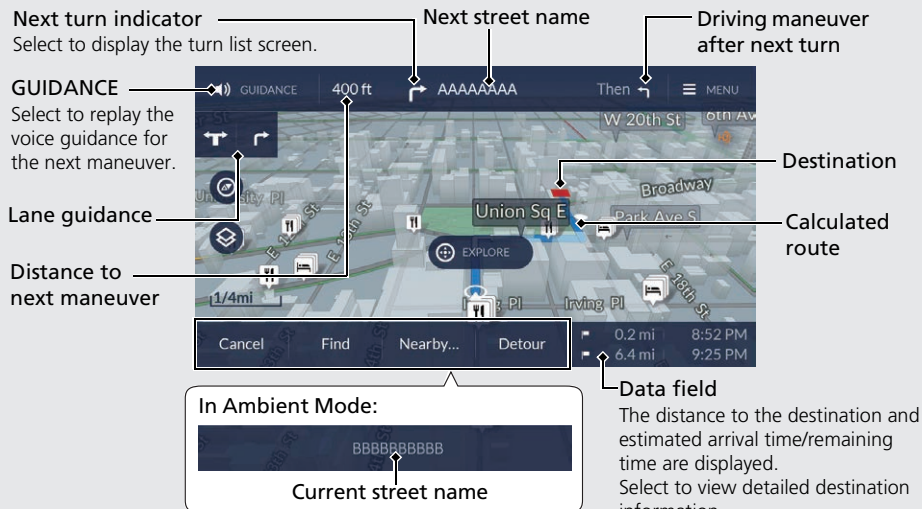 Next turn indicator
Select to display the turn list screen.
Next street name
Driving maneuver
after next turn
GUIDANCE
Select to replay the
voice guidance for
the next maneuver.
Lane guidance
Distance to
next maneuver
GUIDANCE
400 ft
AAAAAAAA
Then
MENU
W 20th St
6th Av
Broadway
Union Sq E
Park Ave S
E 18th St
EXPLORE
Irving Pl
1/4mi
Cancel
Find
Nearby...
Detour
0.2 mi 8:52 PM
6.4 mi 9:25 PM
Destination
Calculated
route
In Ambient Mode:
BBBBBBBBBB
Current street name
Data field
The distance to the destination and
estimated arrival time/remaining
time are displayed.
Select to view detailed destination